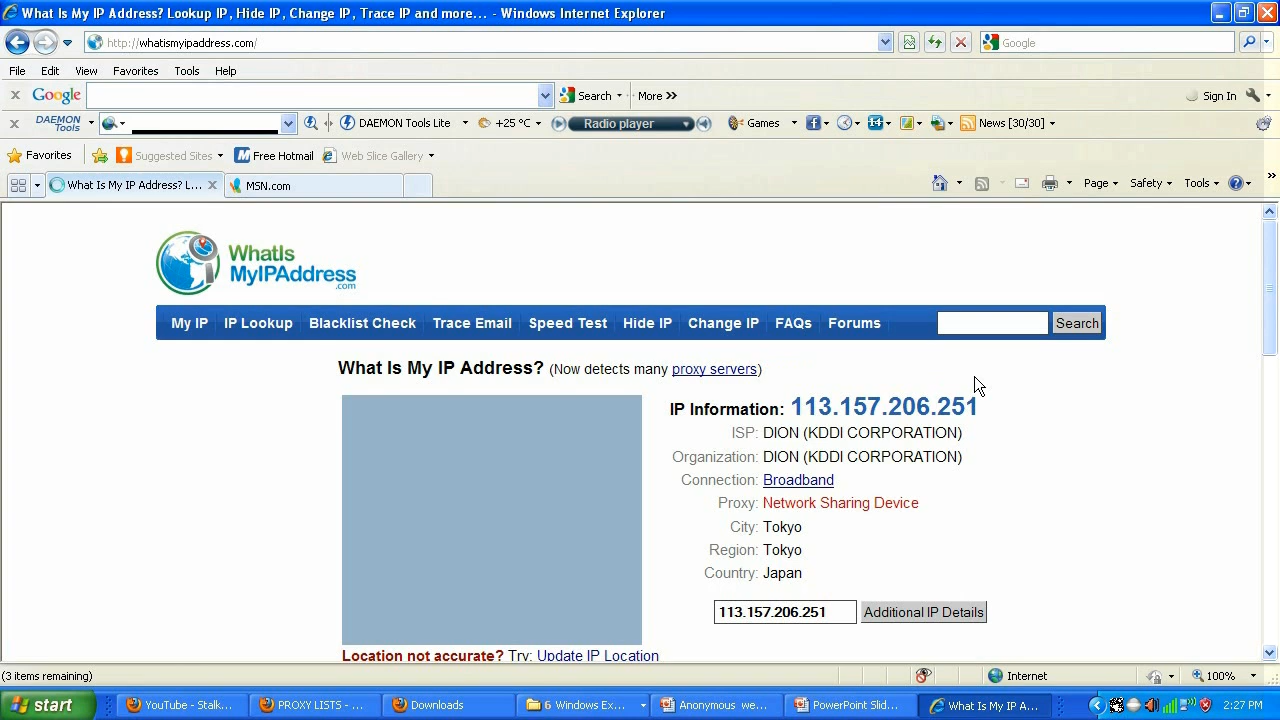 What Is My IP Address? Lookup IP, Hide IP, Change IP, Trace IP and more... - Windows Internet Explorer
http://whatismyipaddress.com/
Google
File Edit View Favorites Tools Help
Google Search More Sign In
DAEMON Tools DAEMON Tools Lite +25 °C Radio player Games 14 News [30/30]
Favorites Suggested Sites Free Hotmail Web Slice Gallery
What Is My IP Address? L... MSN.com Page Safety Tools
WhatIs
MyIPAddress
.com
My IP IP Lookup Blacklist Check Trace Email Speed Test Hide IP Change IP FAQs Forums Search
What Is My IP Address? (Now detects many proxy servers)
IP Information: 113.157.206.251
ISP: DION (KDDI CORPORATION)
Organization: DION (KDDI CORPORATION)
Connection: Broadband
Proxy: Network Sharing Device
City: Tokyo
Region: Tokyo
Country: Japan
113.157.206.251 Additional IP Details
Location not accurate? Try: Update IP Location
(3 items remaining) Internet 100%
start YouTube - Stalk... PROXY LISTS - ... Downloads 6 Windows Ex... Anonymous we... PowerPoint Slid... What Is My IP A... 2:27 PM